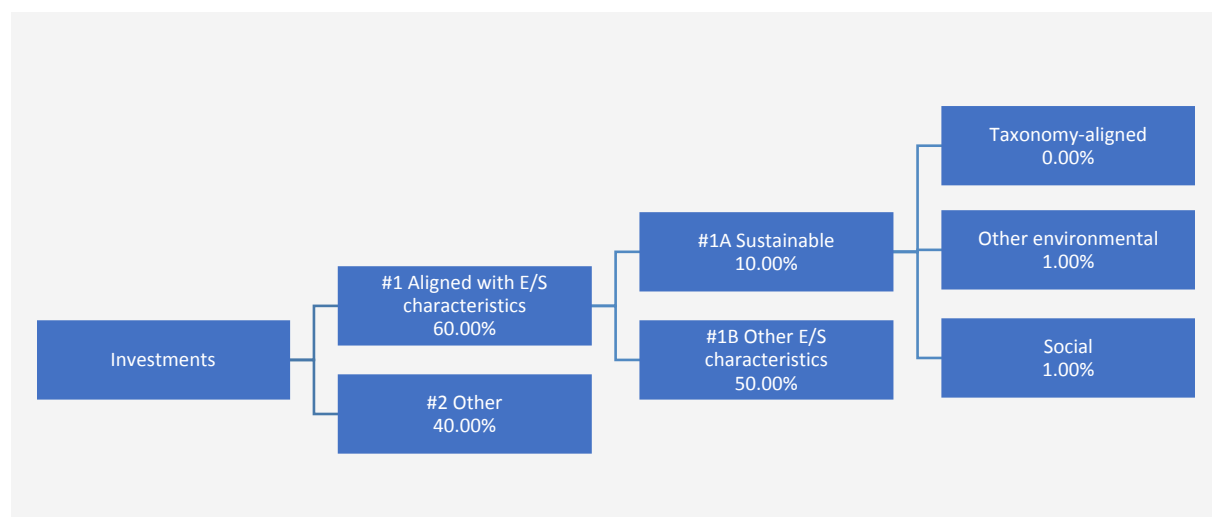 Investments
#1 Aligned with E/S
characteristics
60.00%
#2 Other
40.00%
#1A Sustainable
10.00%
#1B Other E/S
characteristics
50.00%
Taxonomy-aligned
0.00%
Other environmental
1.00%
Social
1.00%